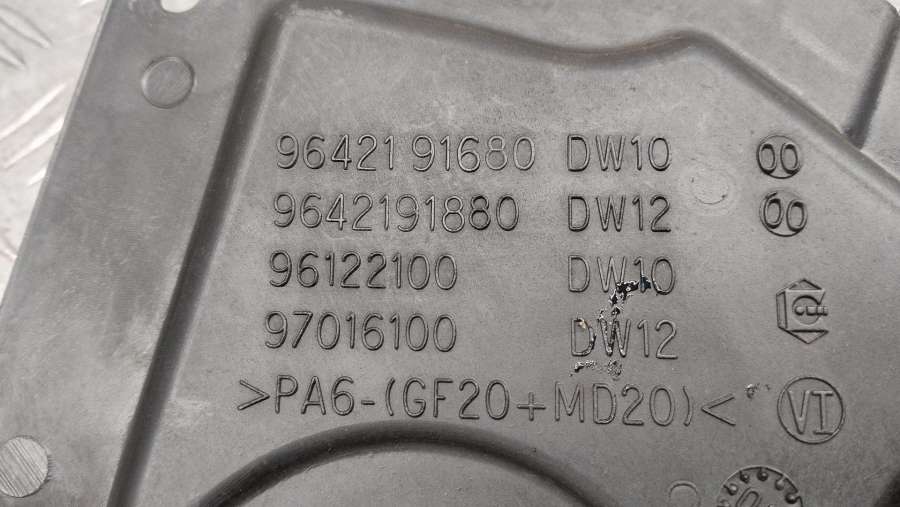 9642191680 DW10 00
9642191880 DW12 00
96122100 DW10
97016100 DW12
>PA6-(GF20+MD20)< VI